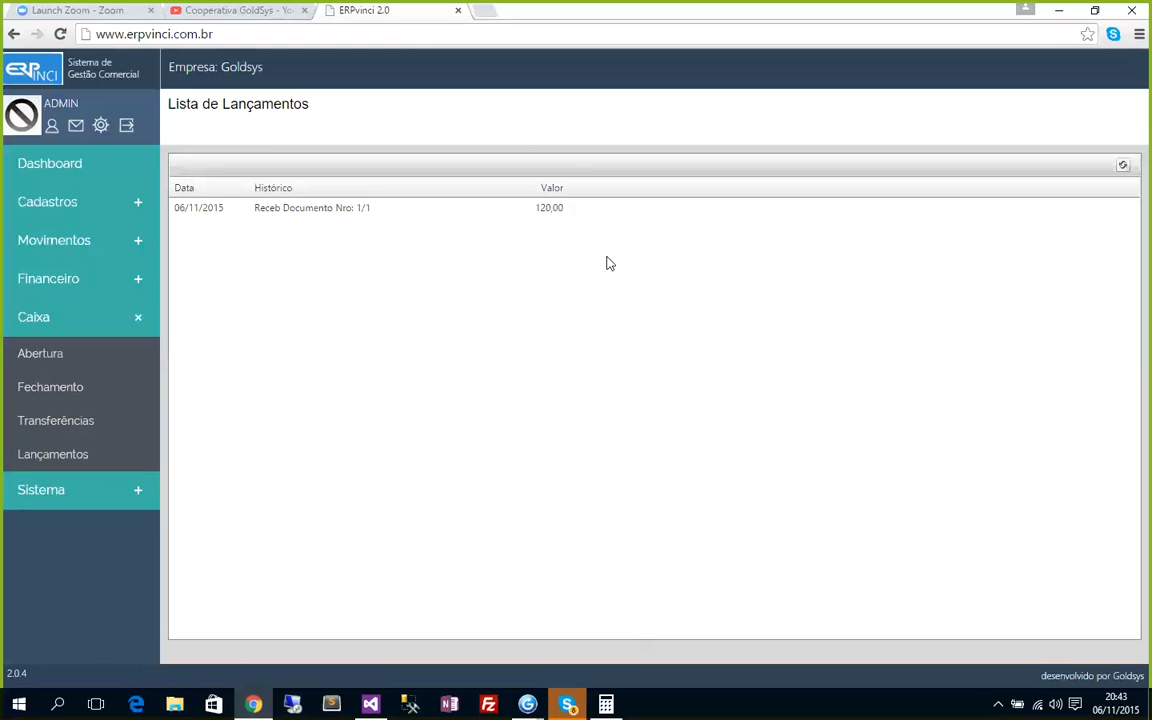 Launch Zoom - Zoom
Cooperativa GoldSys - Yo
ERPvinci 2.0
www.erpvinci.com.br
ERP
INCI
Sistema de
Gestão Comercial
Empresa: Goldsys
ADMIN
Lista de Lançamentos
Dashboard
Cadastros +
Movimentos +
Financeiro +
Caixa ×
Abertura
Fechamento
Transferências
Lançamentos
Sistema +
Data Histórico Valor
06/11/2015 Receb Documento Nro: 1/1 120,00
2.0.4
desenvolvido por Goldsys
20:43
06/11/2015